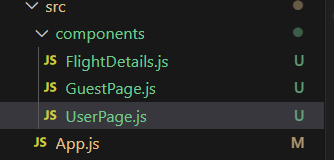 src
components
JS FlightDetails.js U
JS GuestPage.js U
JS UserPage.js U
JS App.js M